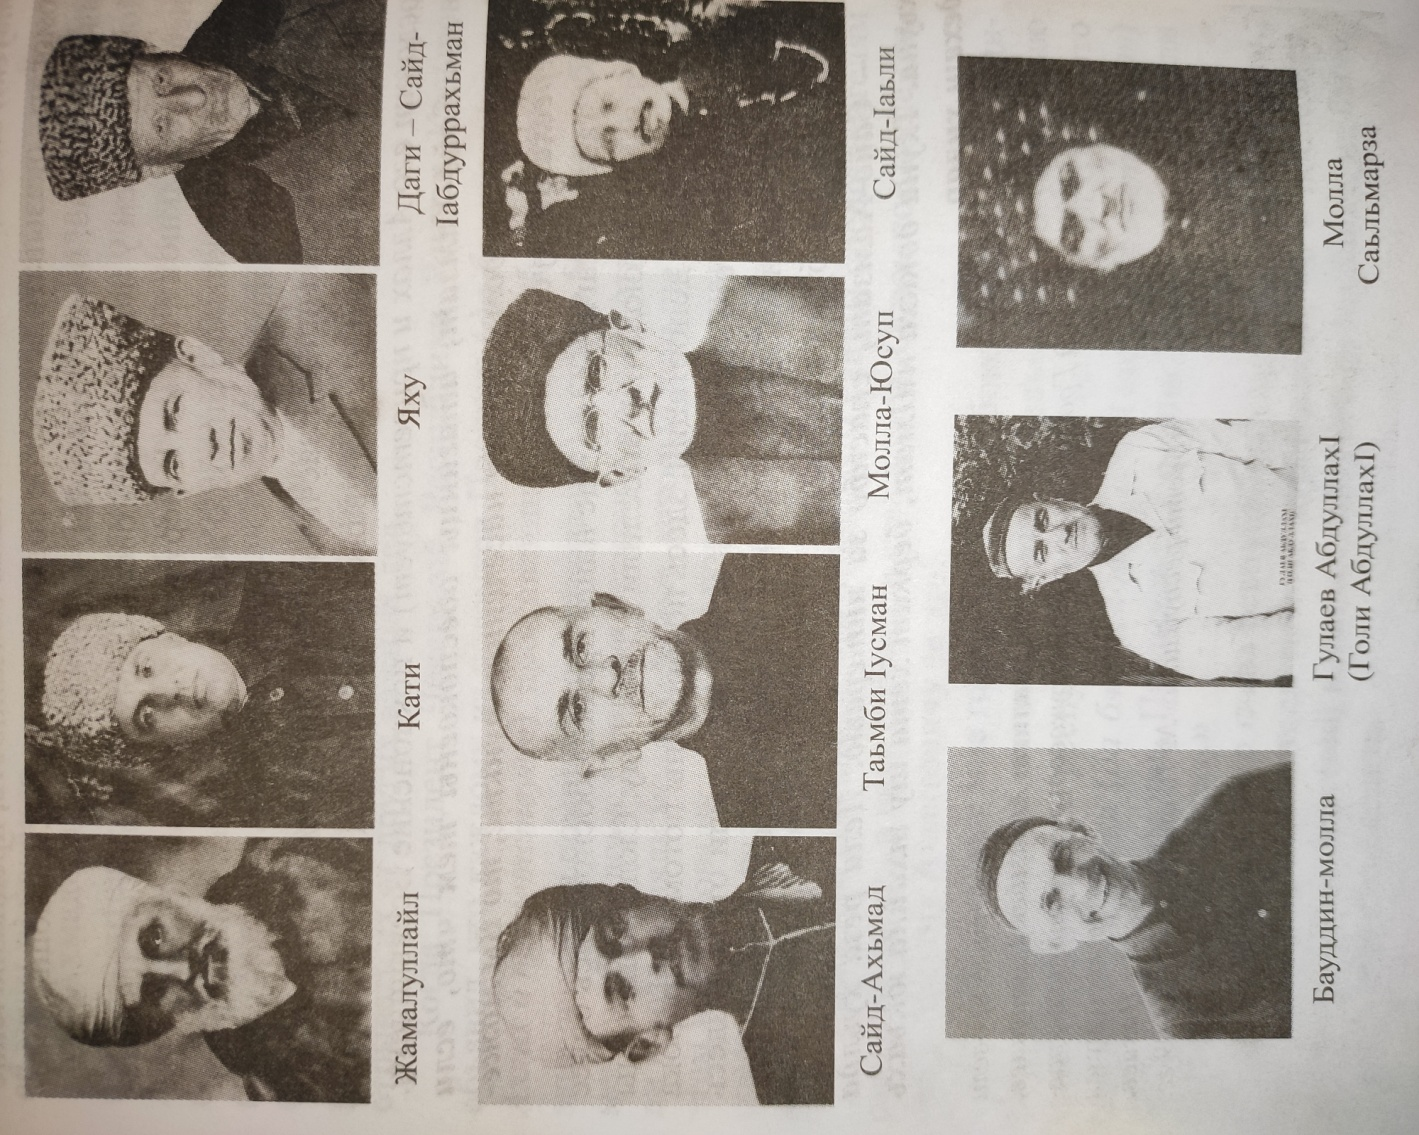 Жамалуллайл
Кати
Яху
Даги – Сайд-
Іабдуррахьман
Сайд-Ахьмад
Таьмби Іусман
Молла-Юсуп
Сайд-Іаьли
Бауддин-молла
Гулаев АбдуллахІ
(Голи АбдуллахІ)
Молла
Саьльмарза